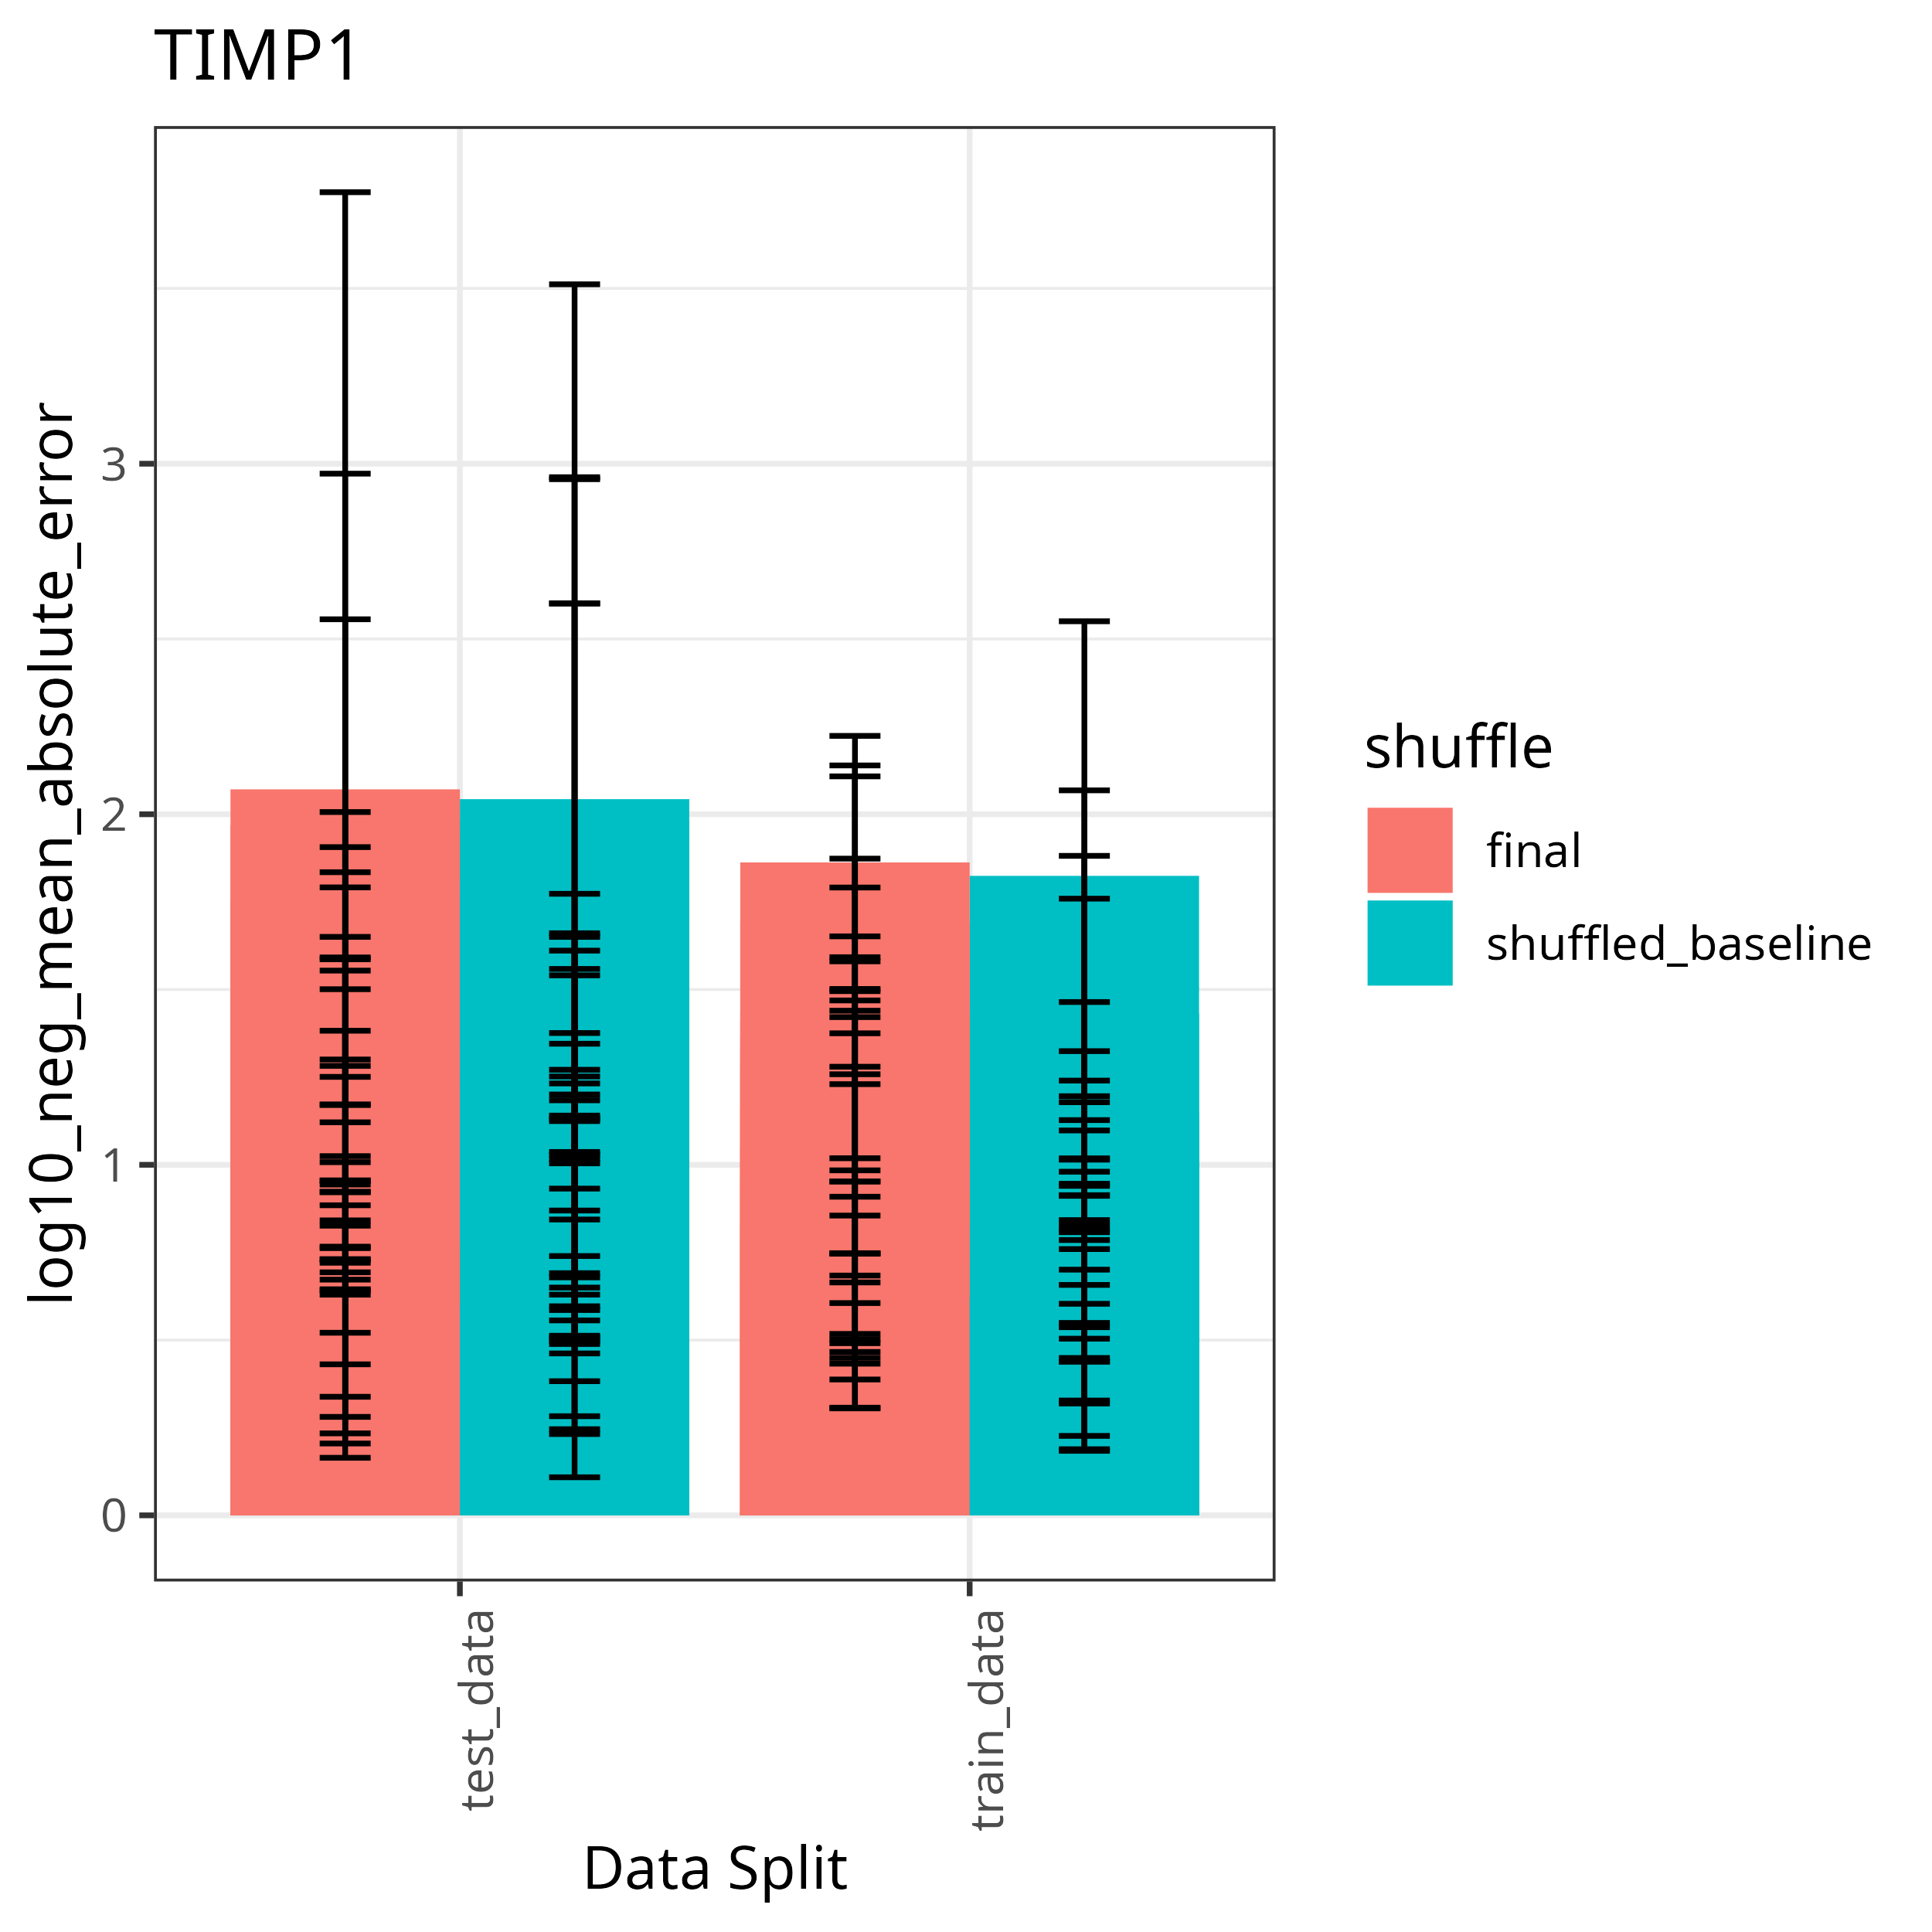 TIMP1
log10_neg_mean_absolute_error
3
2
1
0
test_data
train_data
Data Split
shuffle
final
shuffled_baseline